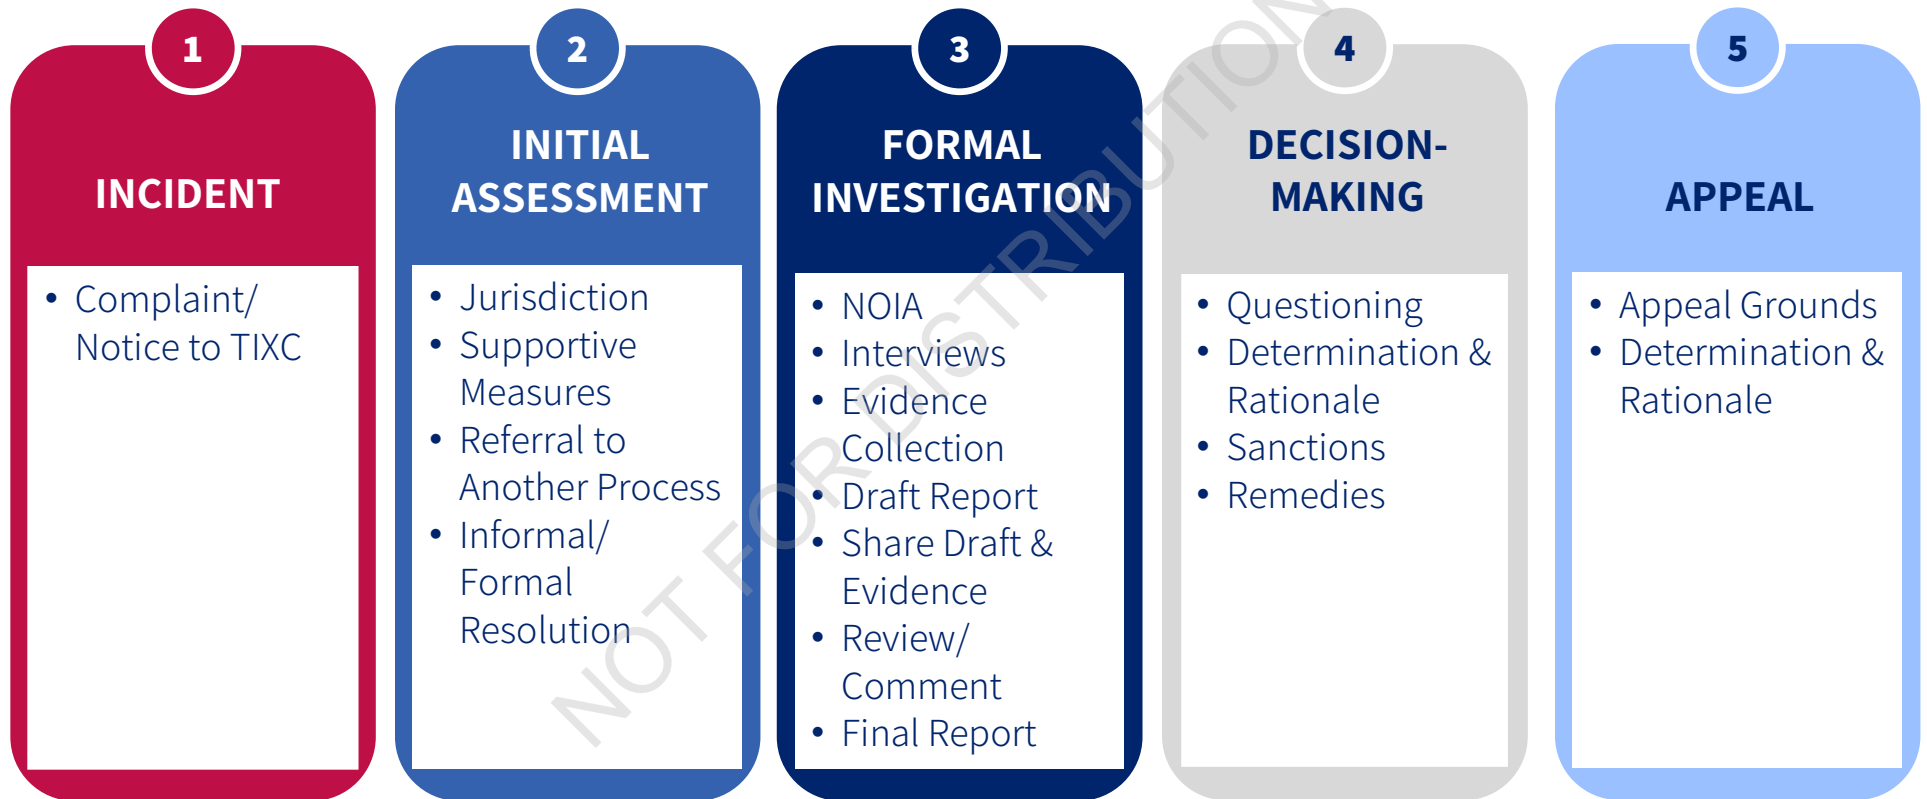 1
INCIDENT
• Complaint/
Notice to TIXC
2
INITIAL
ASSESSMENT
• Jurisdiction
• Supportive
Measures
• Referral to
Another Process
• Informal/
Formal
Resolution
3
FORMAL
INVESTIGATION
• NOIA
• Interviews
• Evidence
Collection
• Draft Report
• Share Draft &
Evidence
• Review/
Comment
• Final Report
4
DECISION-
MAKING
• Questioning
• Determination &
Rationale
• Sanctions
• Remedies
5
APPEAL
• Appeal Grounds
• Determination &
Rationale
NOT FOR DISTRIBUTION